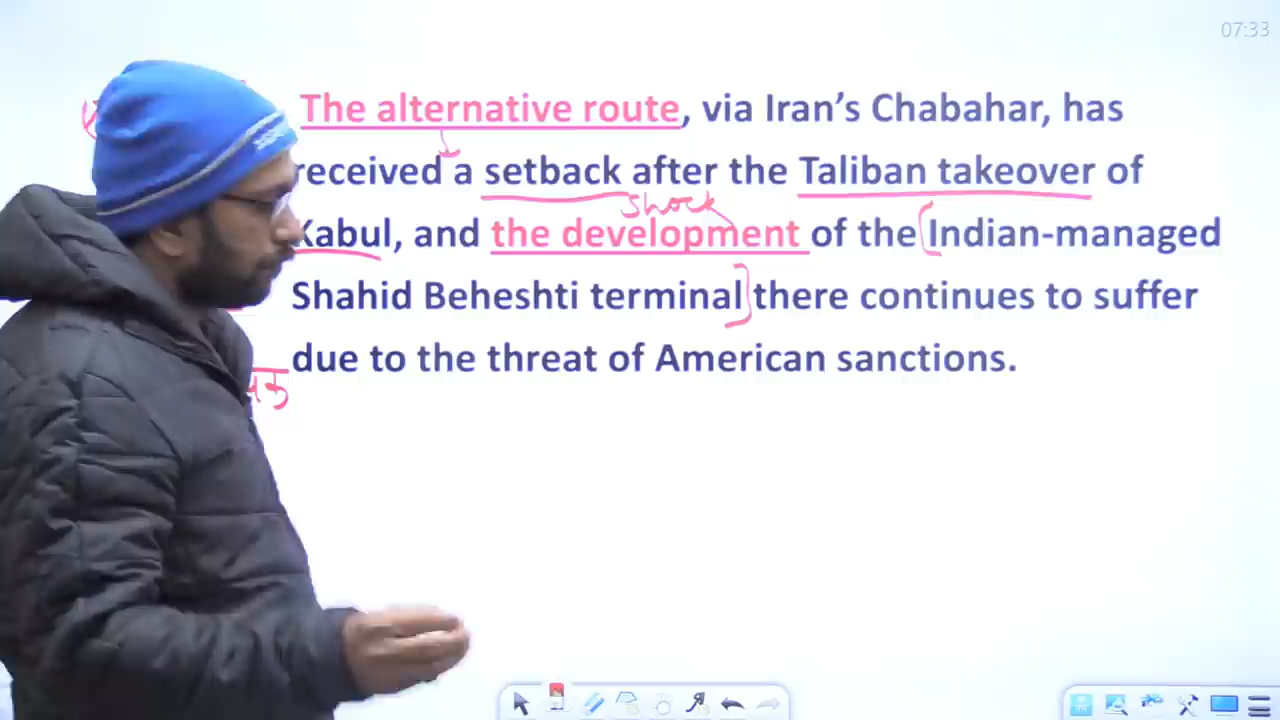 07:33
The alternative route, via Iran’s Chabahar, has
received a setback after the Taliban takeover of
shock
Kabul, and the development of the Indian-managed
Shahid Beheshti terminal there continues to suffer
due to the threat of American sanctions.